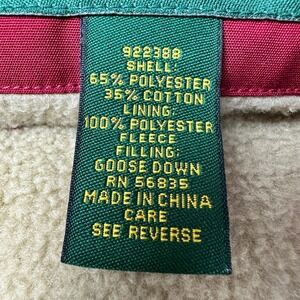 922388
SHELL:
65% POLYESTER
35% COTTON
LINING:
100% POLYESTER
FLEECE
FILLING:
GOOSE DOWN
RN 56835
MADE IN CHINA
CARE
SEE REVERSE